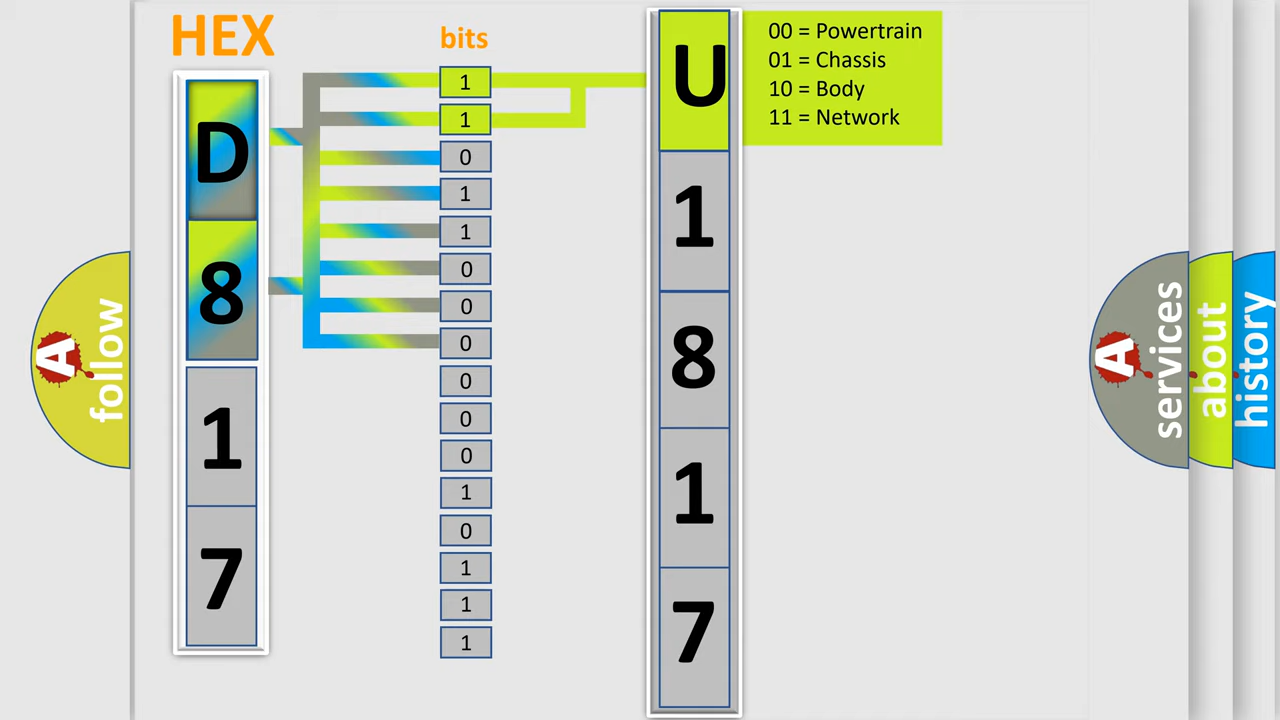 HEX
bits
D
8
1
7
1
1
0
1
1
0
0
0
0
0
0
1
0
1
1
1
U
1
8
1
7
00 = Powertrain
01 = Chassis
10 = Body
11 = Network
A
follow
A
services
about
history